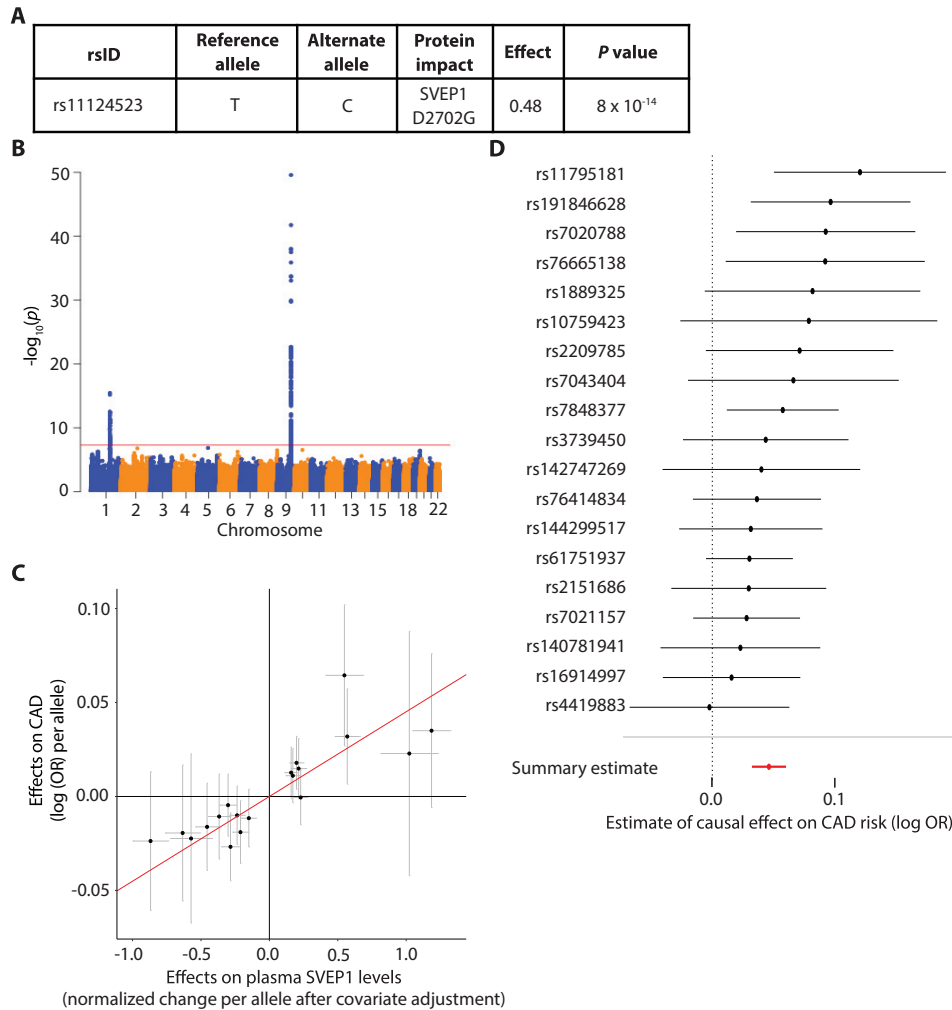 A
rsID Reference allele Alternate allele Protein impact Effect P value
rs11124523 T C SVEP1 D2702G 0.48 8 x 10-14
B
50
40
30
20
10
0
-log10(p)
1 2 3 4 5 6 7 8 9 11 13 15 18 22
Chromosome
C
0.10
0.05
0.00
-0.05
Effects on CAD
(log (OR) per allele)
-1.0 -0.5 0.0 0.5 1.0
Effects on plasma SVEP1 levels
(normalized change per allele after covariate adjustment)
D
rs11795181
rs191846628
rs7020788
rs76665138
rs1889325
rs10759423
rs2209785
rs7043404
rs7848377
rs3739450
rs142747269
rs76414834
rs144299517
rs61751937
rs2151686
rs7021157
rs140781941
rs16914997
rs4419883
Summary estimate
0.0 0.1
Estimate of causal effect on CAD risk (log OR)